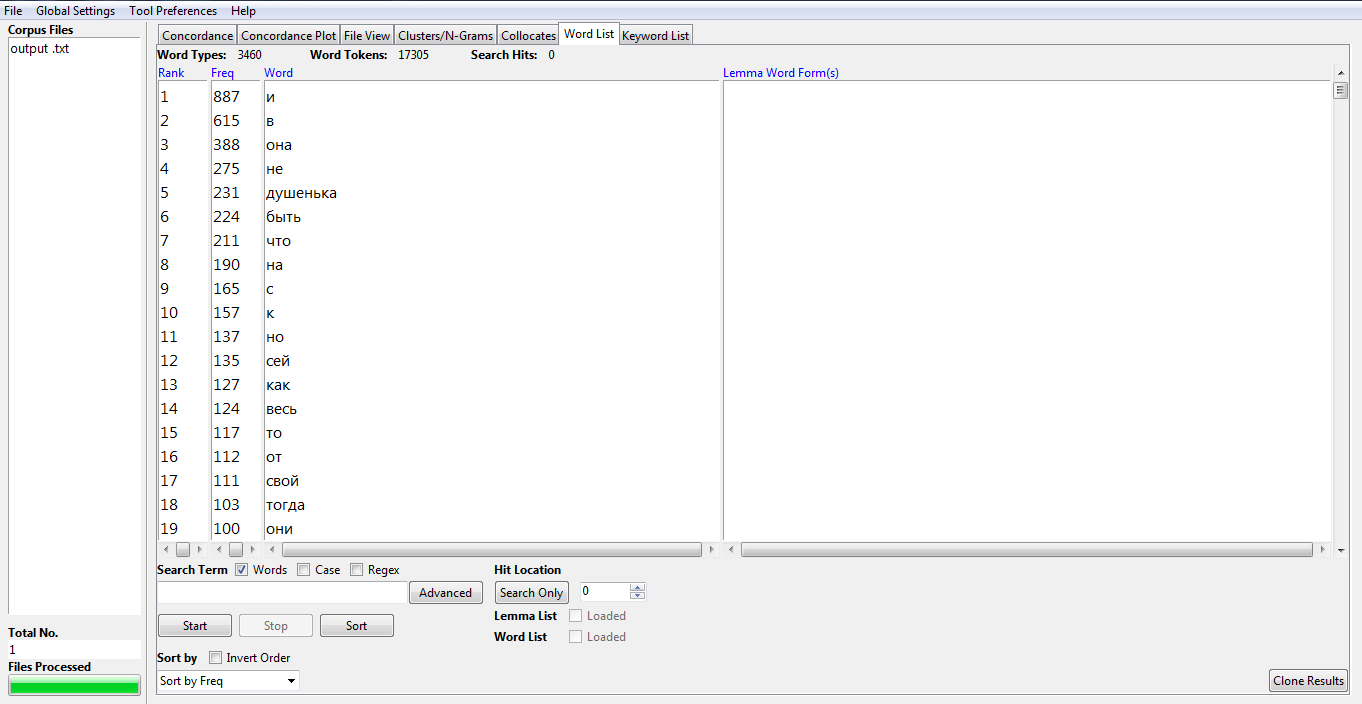 File Global Settings Tool Preferences Help
Corpus Files
output .txt
Concordance Concordance Plot File View Clusters/N-Grams Collocates Word List Keyword List
Word Types: 3460 Word Tokens: 17305 Search Hits: 0
Rank Freq Word Lemma Word Form(s)
1 887 и
2 615 в
3 388 она
4 275 не
5 231 душенька
6 224 быть
7 211 что
8 190 на
9 165 с
10 157 к
11 137 но
12 135 сей
13 127 как
14 124 весь
15 117 то
16 112 от
17 111 свой
18 103 тогда
19 100 они
Search Term Words Case Regex Hit Location
Advanced Search Only 0
Start Stop Sort Lemma List Loaded
Word List Loaded
Total No.
1
Files Processed
Sort by Invert Order
Sort by Freq
Clone Results